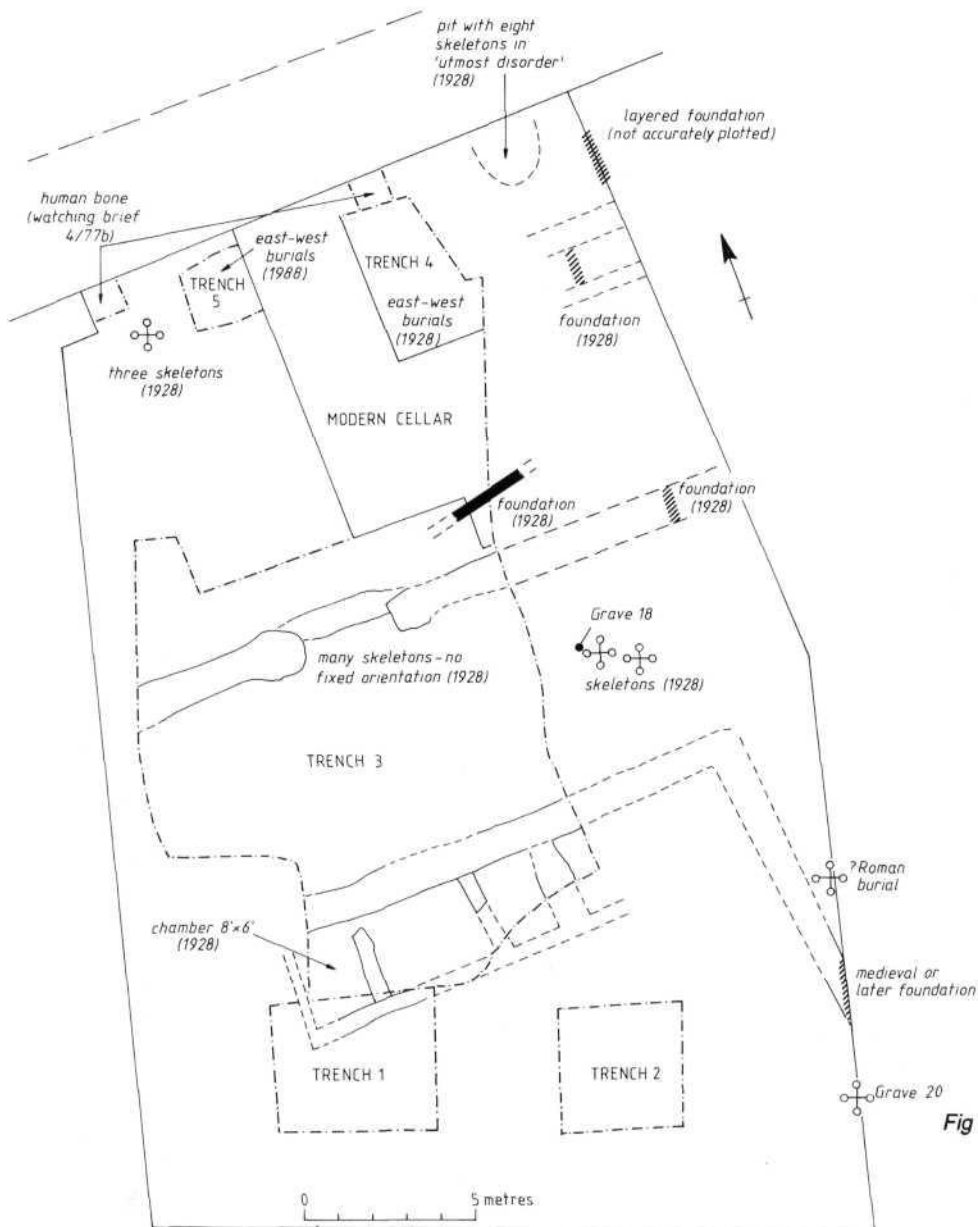 pit with eight
skeletons in
'utmost disorder'
(1928)
layered foundation
(not accurately plotted)
human bone
(watching brief
4/77b)
east-west
burials
(1988)
TRENCH
5
TRENCH 4
east-west
burials
(1928)
foundation
(1928)
three skeletons
(1928)
MODERN CELLAR
foundation
(1928)
foundation
(1928)
Grave 18
many skeletons-no
fixed orientation (1928)
skeletons (1928)
TRENCH 3
?Roman
burial
chamber 8'×6'
(1928)
medieval or
later foundation
TRENCH 1
TRENCH 2
Grave 20
Fig
0
5 metres